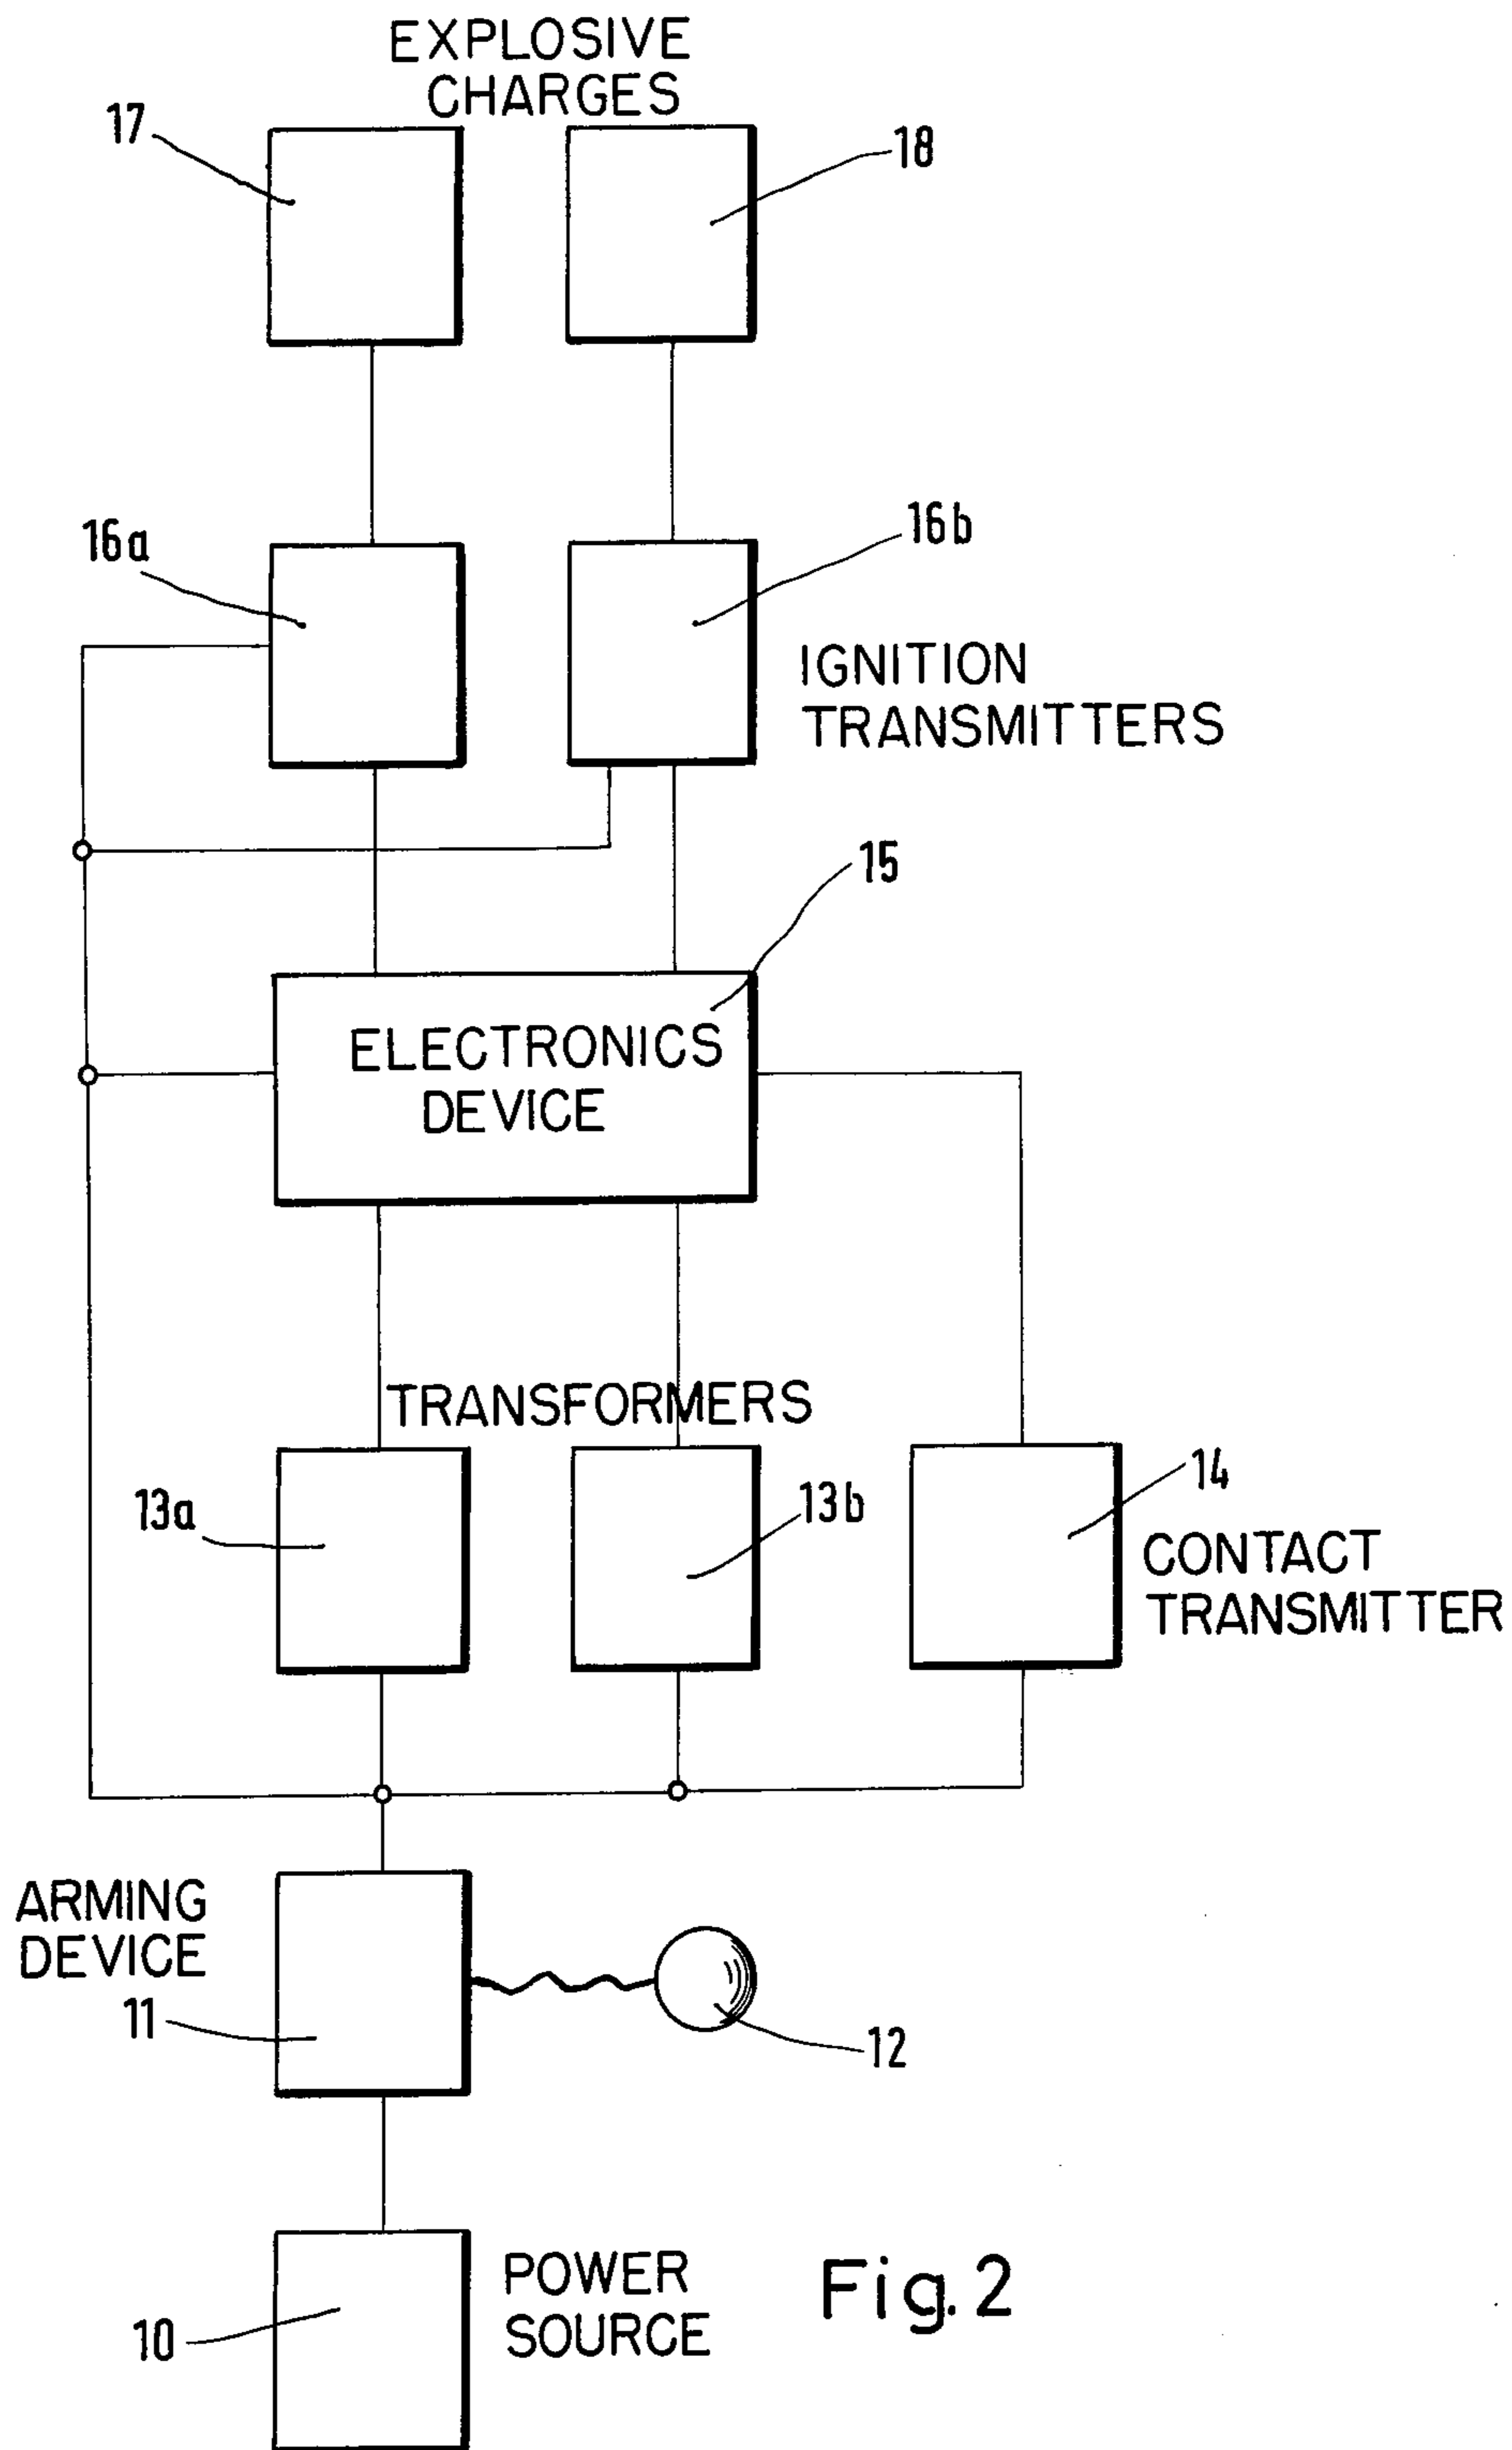 EXPLOSIVE
CHARGES
17
18
16a
16b
IGNITION
TRANSMITTERS
15
ELECTRONICS
DEVICE
TRANSFORMERS
13a
13b
14
CONTACT
TRANSMITTER
ARMING
DEVICE
11
12
10
POWER
SOURCE
Fig. 2